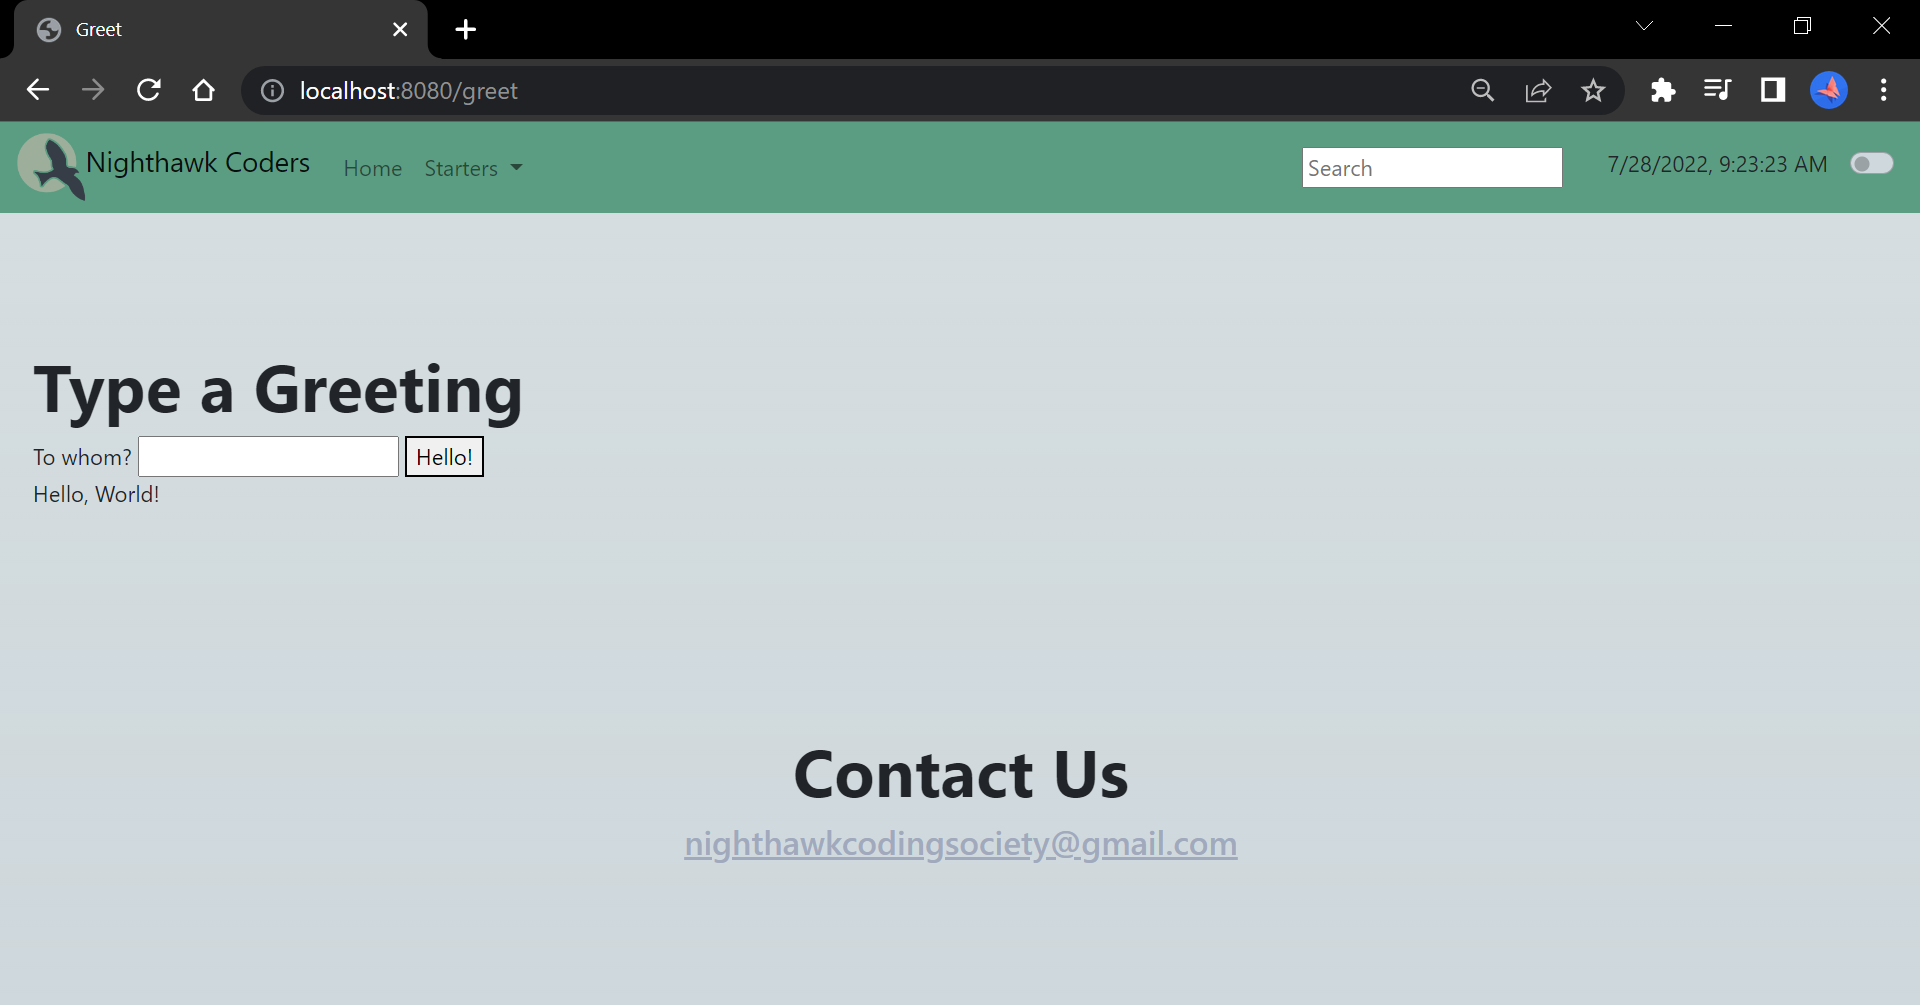 Greet
localhost:8080/greet
Nighthawk Coders Home Starters Search 7/28/2022, 9:23:23 AM
Type a Greeting
To whom? Hello!
Hello, World!
Contact Us
nighthawkcodingsociety@gmail.com